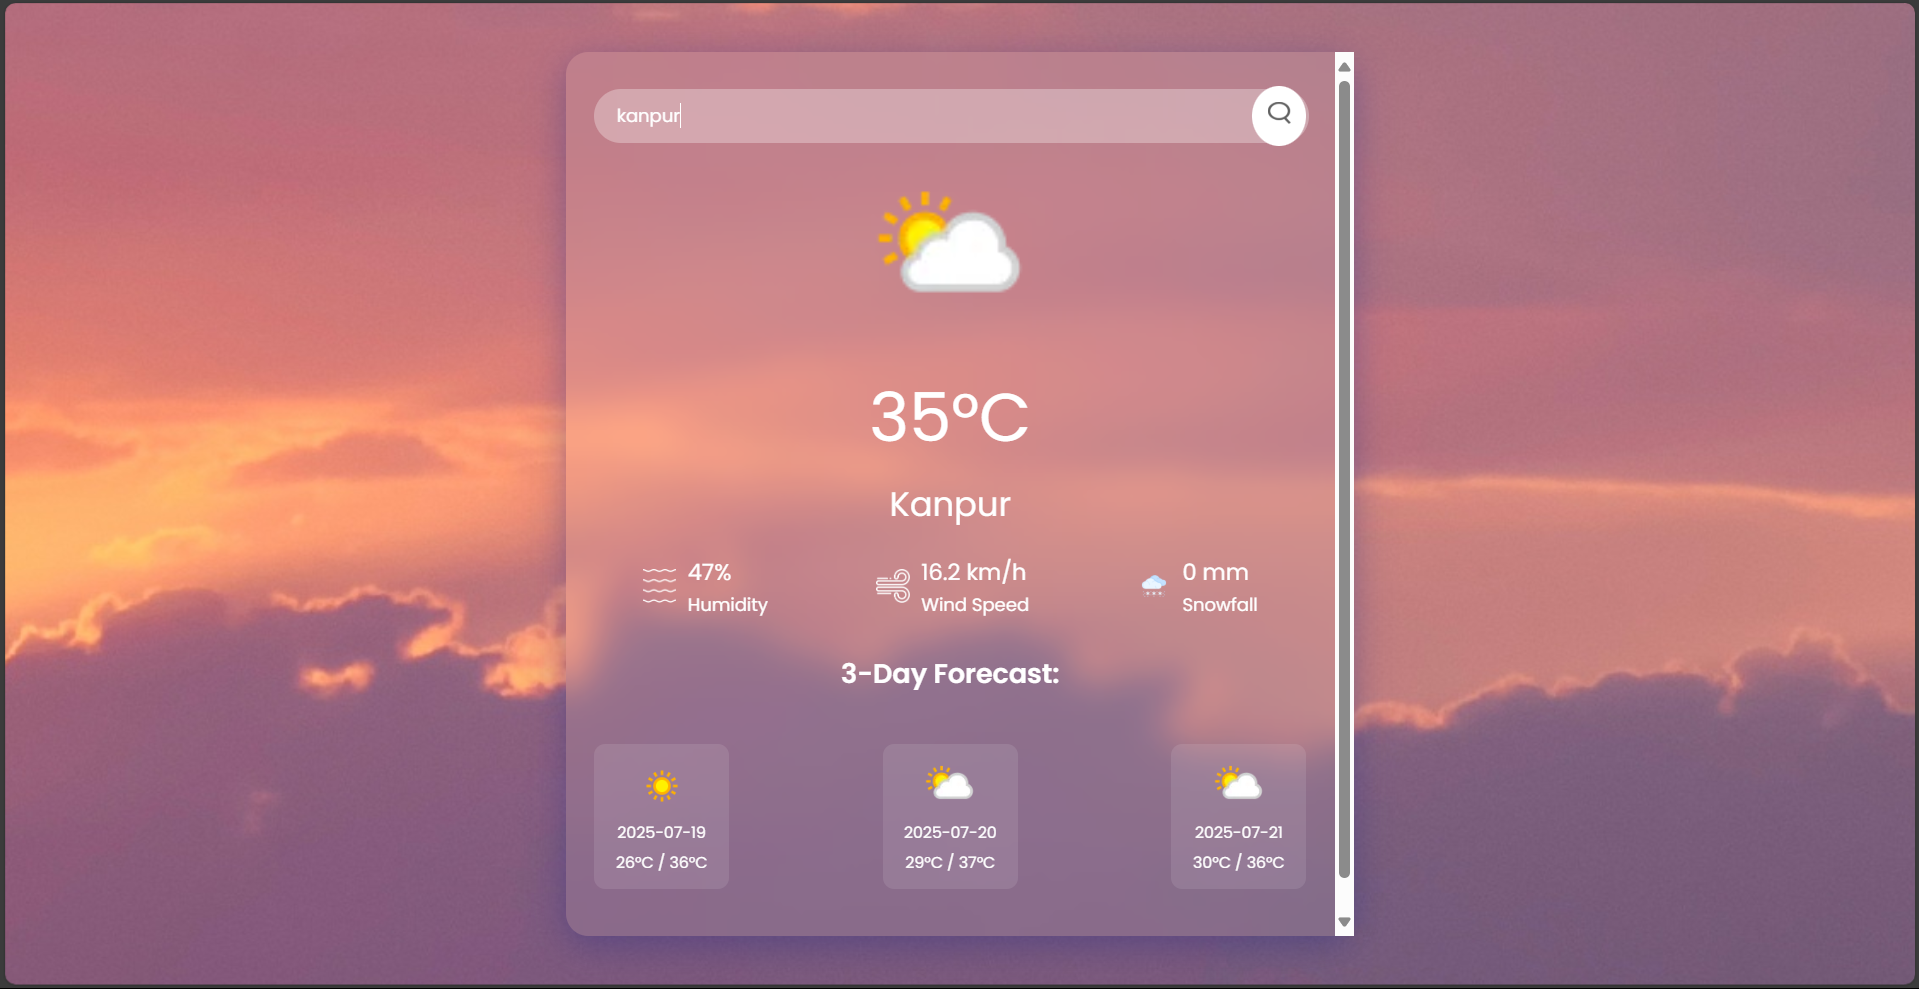 kanpur
35°C
Kanpur
47%
Humidity
16.2 km/h
Wind Speed
0 mm
Snowfall
3-Day Forecast:
2025-07-19
26°C / 36°C
2025-07-20
29°C / 37°C
2025-07-21
30°C / 36°C